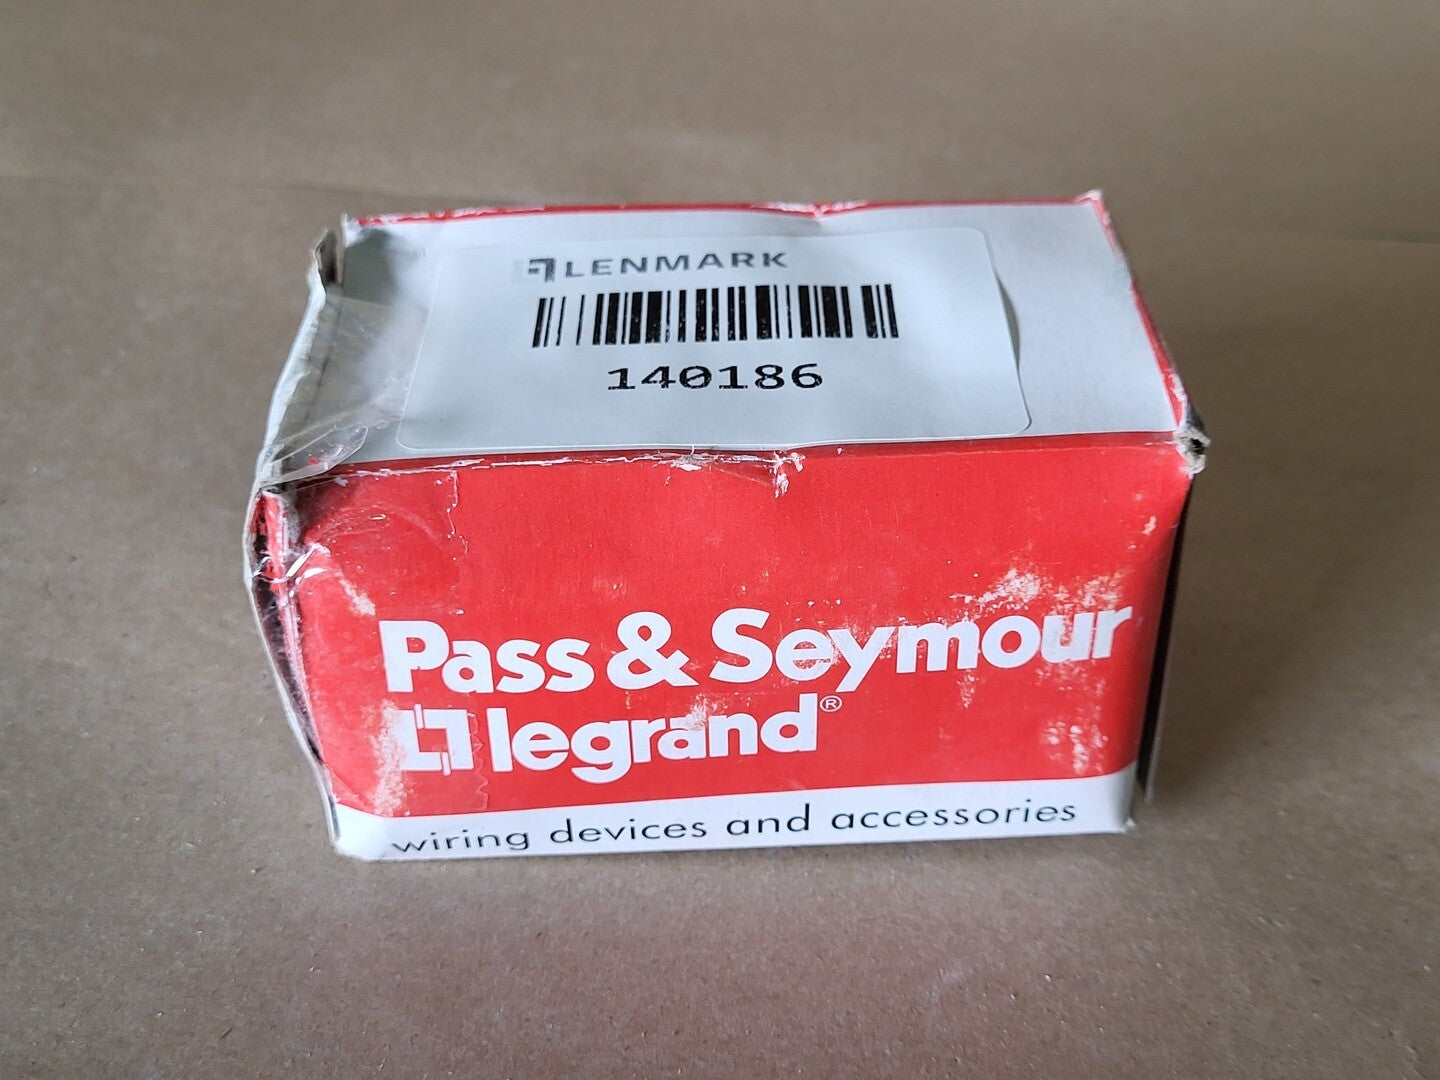 LENMARK
140186
Pass & Seymour
legrand®
wiring devices and accessories